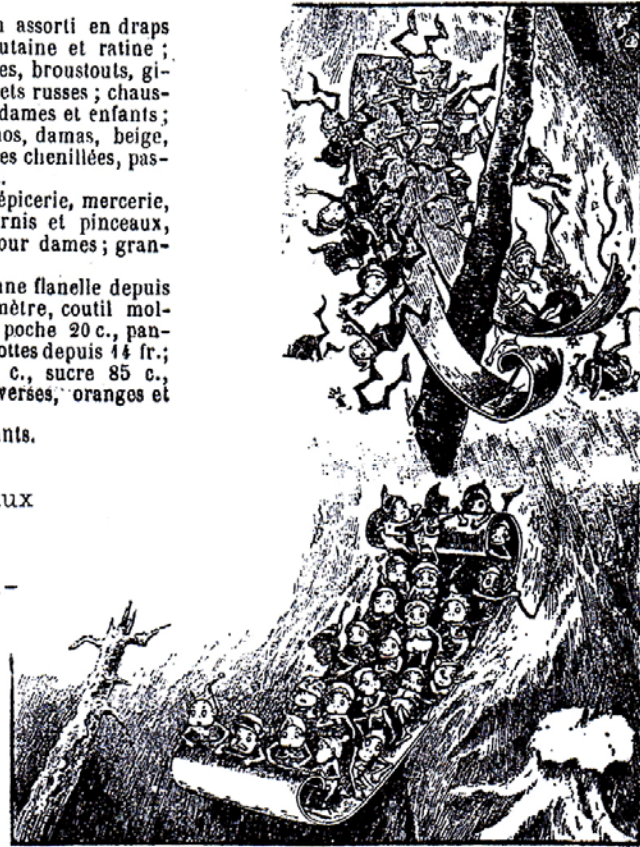 assorti en draps
utaine et ratine ;
es, broustouts, gi-
ets russes ; chaus-
dames et enfants ;
os, damas, beige,
es chenillées, pas-
épicerie, mercerie,
rnis et pinceaux,
our dames ; gran-
ne flanelle depuis
mètre, coutil mol-
poche 20 c., pan-
ottes depuis 14 fr.;
c., sucre 85 c.,
verses, oranges et
nts.
ux